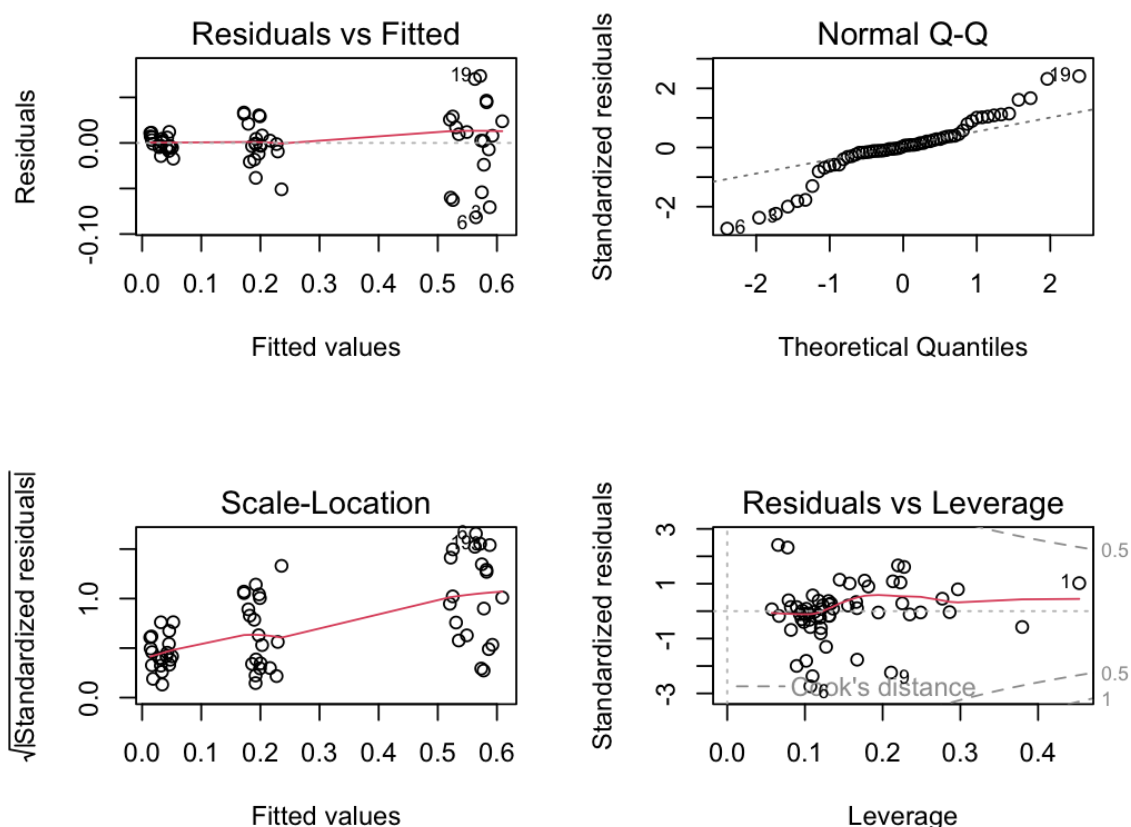 Residuals vs Fitted
Residuals
0.00
-0.10
19
3
6
0.0 0.1 0.2 0.3 0.4 0.5 0.6
Fitted values
Normal Q-Q
Standardized residuals
2
0
-2
19
3
6
-2 -1 0 1 2
Theoretical Quantiles
Scale-Location
√|Standardized residuals|
1.0
0.0
0.0 0.1 0.2 0.3 0.4 0.5 0.6
Fitted values
Residuals vs Leverage
Standardized residuals
3
1
-1
-3
1
9
6
Cook's distance
0.5
0.5
1
0.1 0.2 0.3 0.4
0.0
Leverage